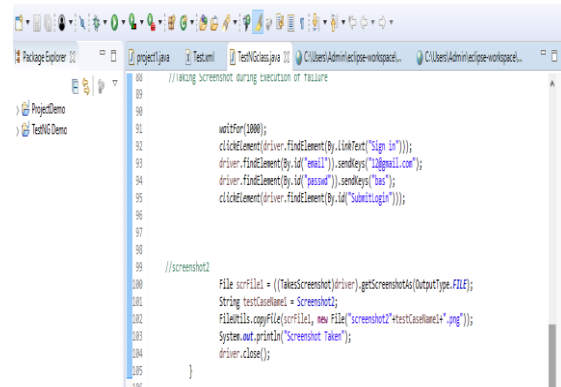 Package Explorer
project1.java
Test.xml
TestNGclass.java
C:\Users\Admin\eclipse-workspace\...
C:\Users\Admin\eclipse-workspace\...
ProjectDemo
TestNG Demo
88 //Taking Screenshot during Execution of failure
89
90
91 waitFor(1000);
92 clickElement(driver.findElement(By.linkText("Sign in")));
93 driver.findElement(By.id("email")).sendKeys("12@gmail.com");
94 driver.findElement(By.id("passwd")).sendKeys("bas");
95 clickElement(driver.findElement(By.id("SubmitLogin")));
96
97
98
99 //screenshot2
100 File scrFile1 = ((TakesScreenshot)driver).getScreenshotAs(OutputType.FILE);
101 String testCaseName1 = Screenshot2;
102 FileUtils.copyFile(scrFile1, new File("screenshot2"+testCaseName1+".png"));
103 System.out.println("Screenshot Taken");
104 driver.close();
105 }
106